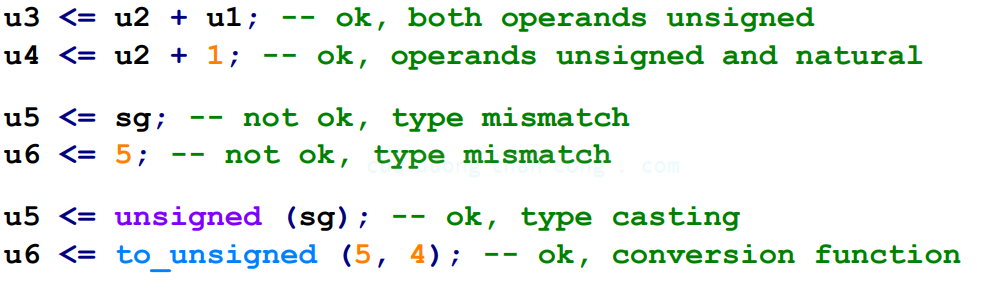 u3 <= u2 + u1; -- ok, both operands unsigned
u4 <= u2 + 1; -- ok, operands unsigned and natural
u5 <= sg; -- not ok, type mismatch
u6 <= 5; -- not ok, type mismatch
u5 <= unsigned (sg); -- ok, type casting
u6 <= to_unsigned (5, 4); -- ok, conversion function